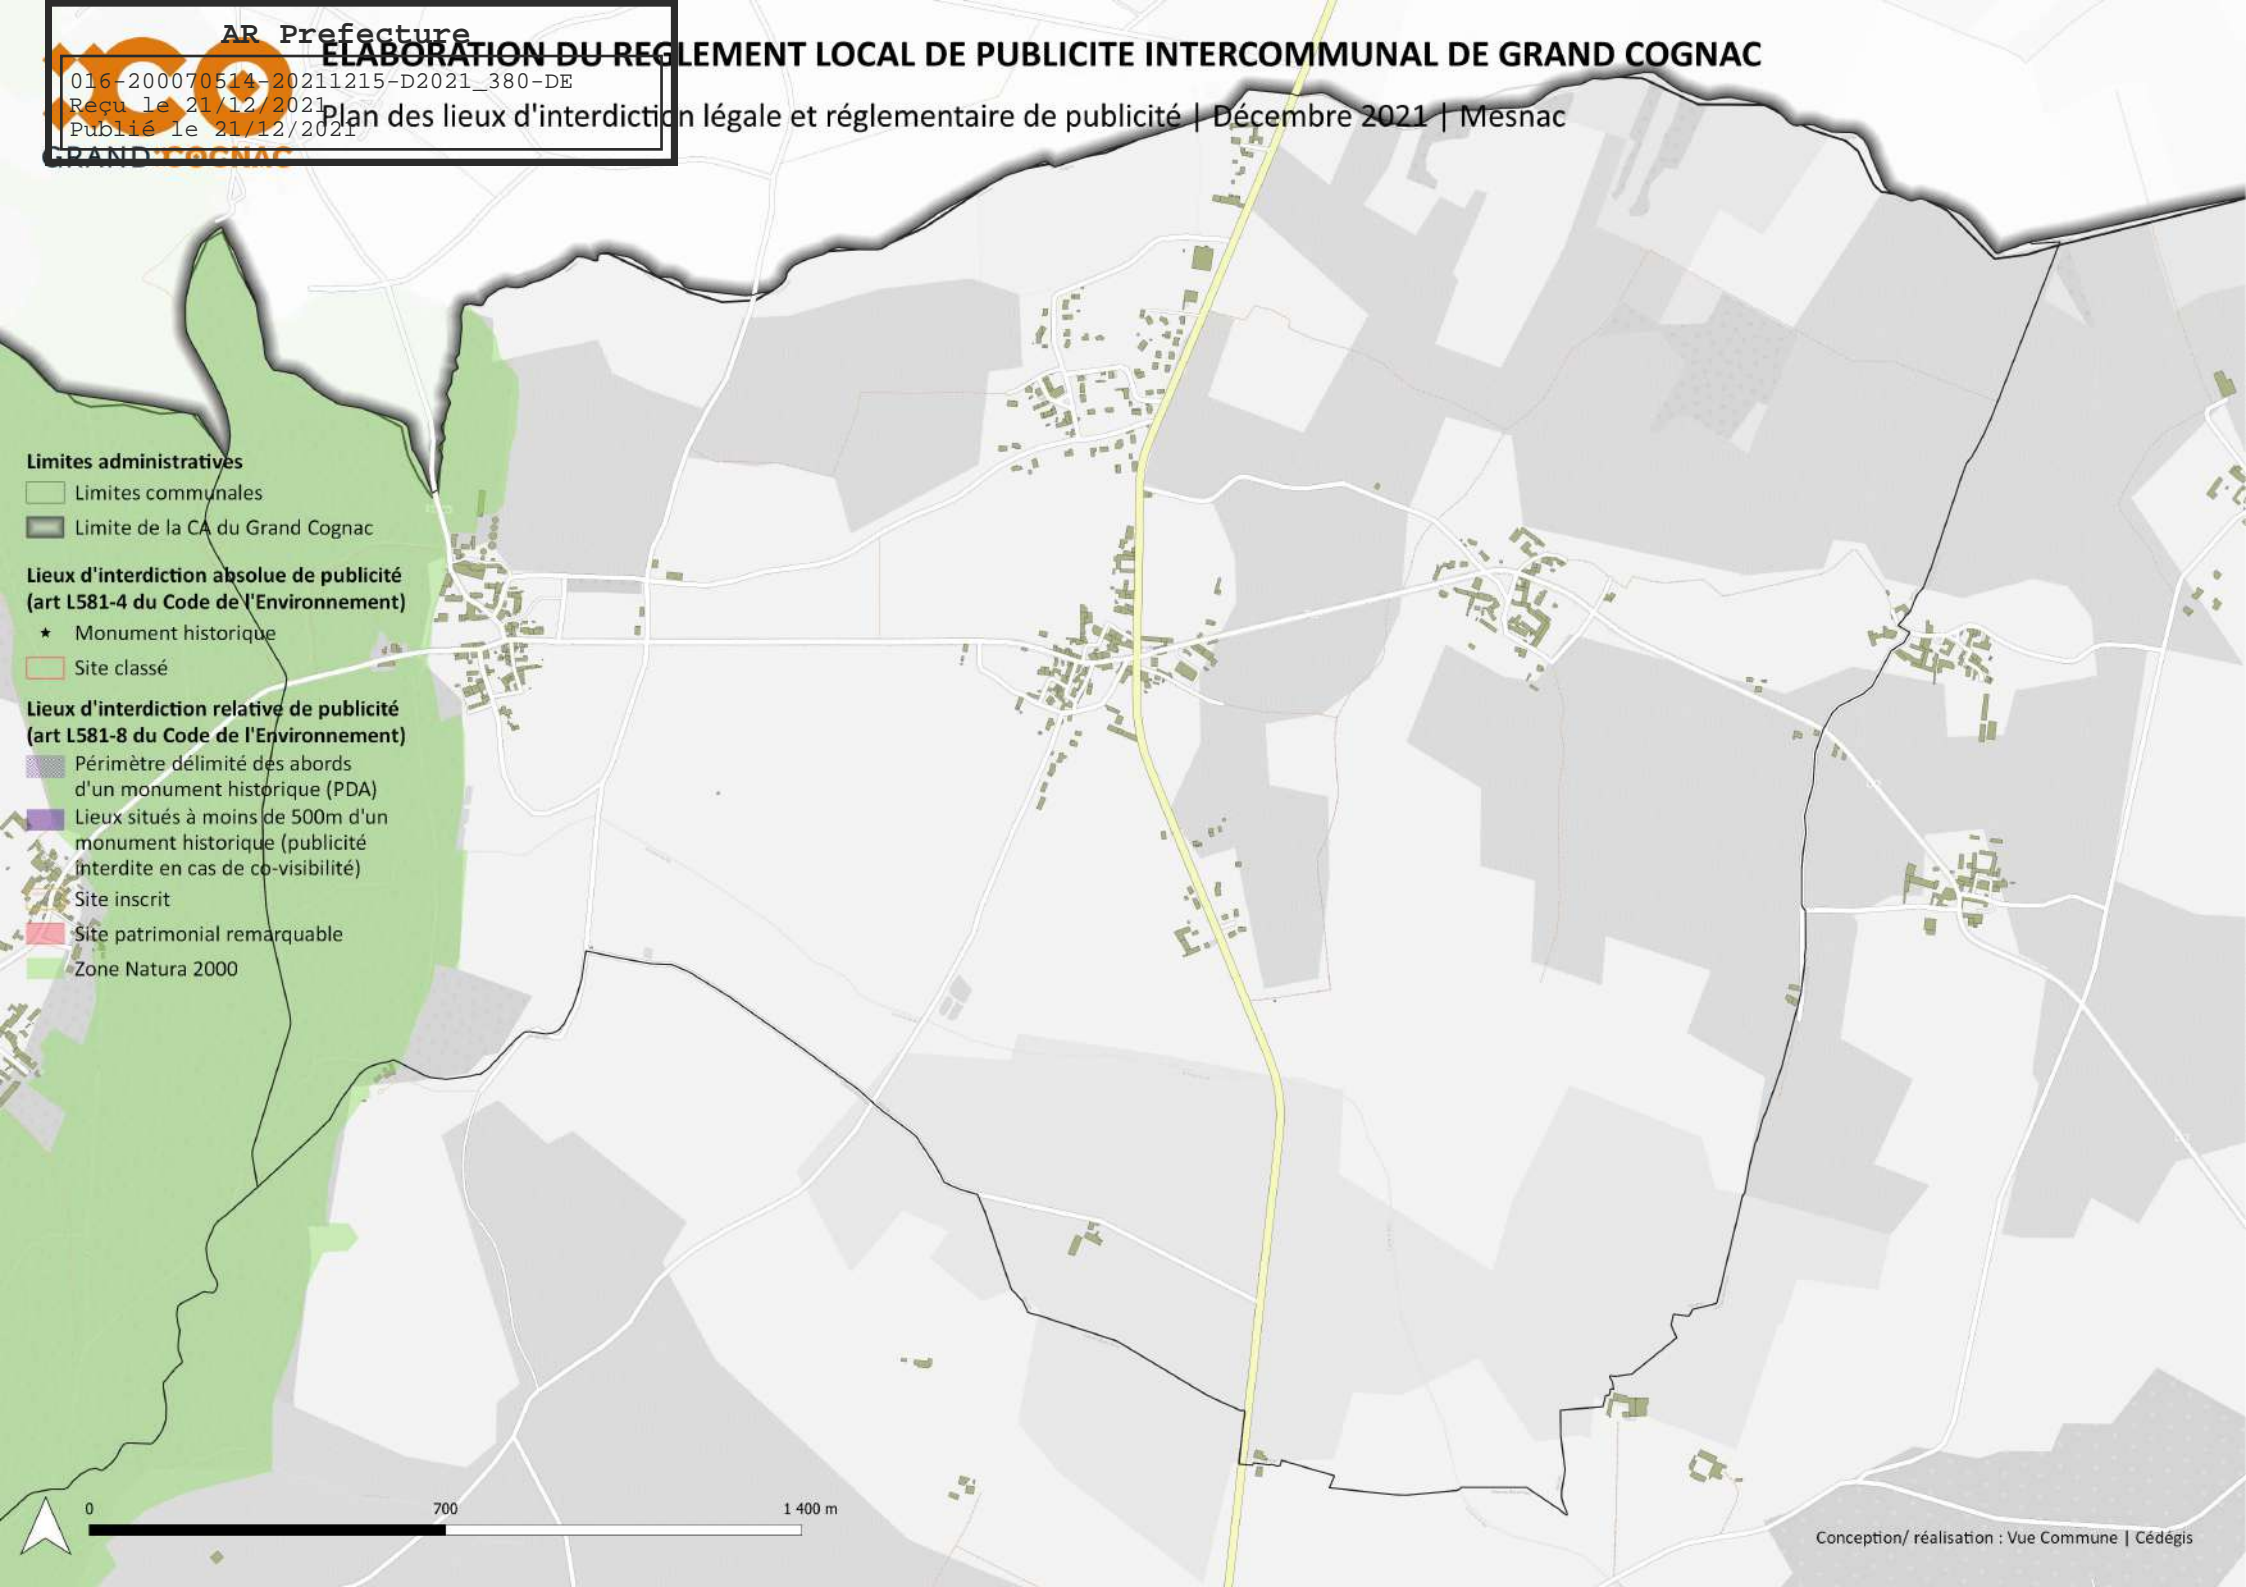 AR Prefecture
ELABORATION DU REGLEMENT LOCAL DE PUBLICITE INTERCOMMUNAL DE GRAND COGNAC
016-200070514-20211215-D2021_380-DE
Reçu le 21/12/2021
Publié le 21/12/2021
Plan des lieux d'interdiction légale et réglementaire de publicité | Décembre 2021 | Mesnac
GRAND COGNAC
Limites administratives
Limites communales
Limite de la CA du Grand Cognac
Lieux d'interdiction absolue de publicité
(art L581-4 du Code de l'Environnement)
Monument historique
Site classé
Lieux d'interdiction relative de publicité
(art L581-8 du Code de l'Environnement)
Périmètre délimité des abords
d'un monument historique (PDA)
Lieux situés à moins de 500m d'un
monument historique (publicité
interdite en cas de co-visibilité)
Site inscrit
Site patrimonial remarquable
Zone Natura 2000
0 700 1 400 m
Conception/ réalisation : Vue Commune | Cédégis